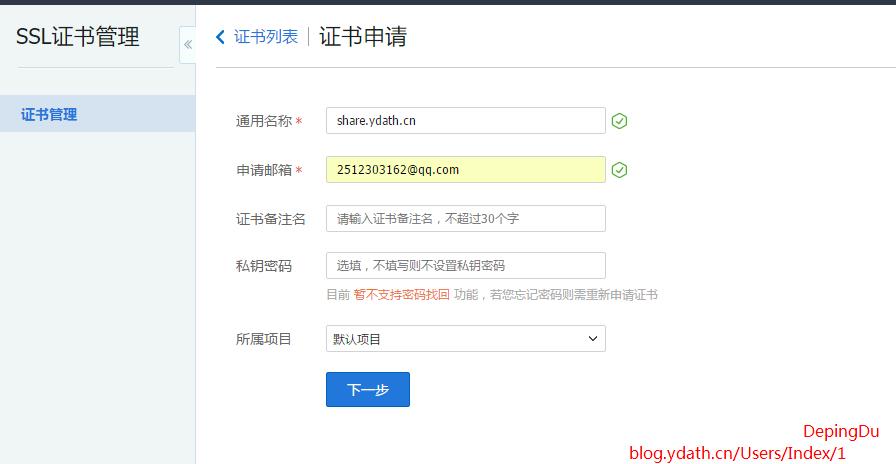 SSL证书管理
证书列表 | 证书申请
证书管理
通用名称 * share.ydath.cn
申请邮箱 * 2512303162@qq.com
证书备注名 请输入证书备注名，不超过30个字
私钥密码 选填，不填写则不设置私钥密码
目前 暂不支持密码找回 功能，若您忘记密码则需重新申请证书
所属项目 默认项目
下一步
DepingDu
blog.ydath.cn/Users/Index/1